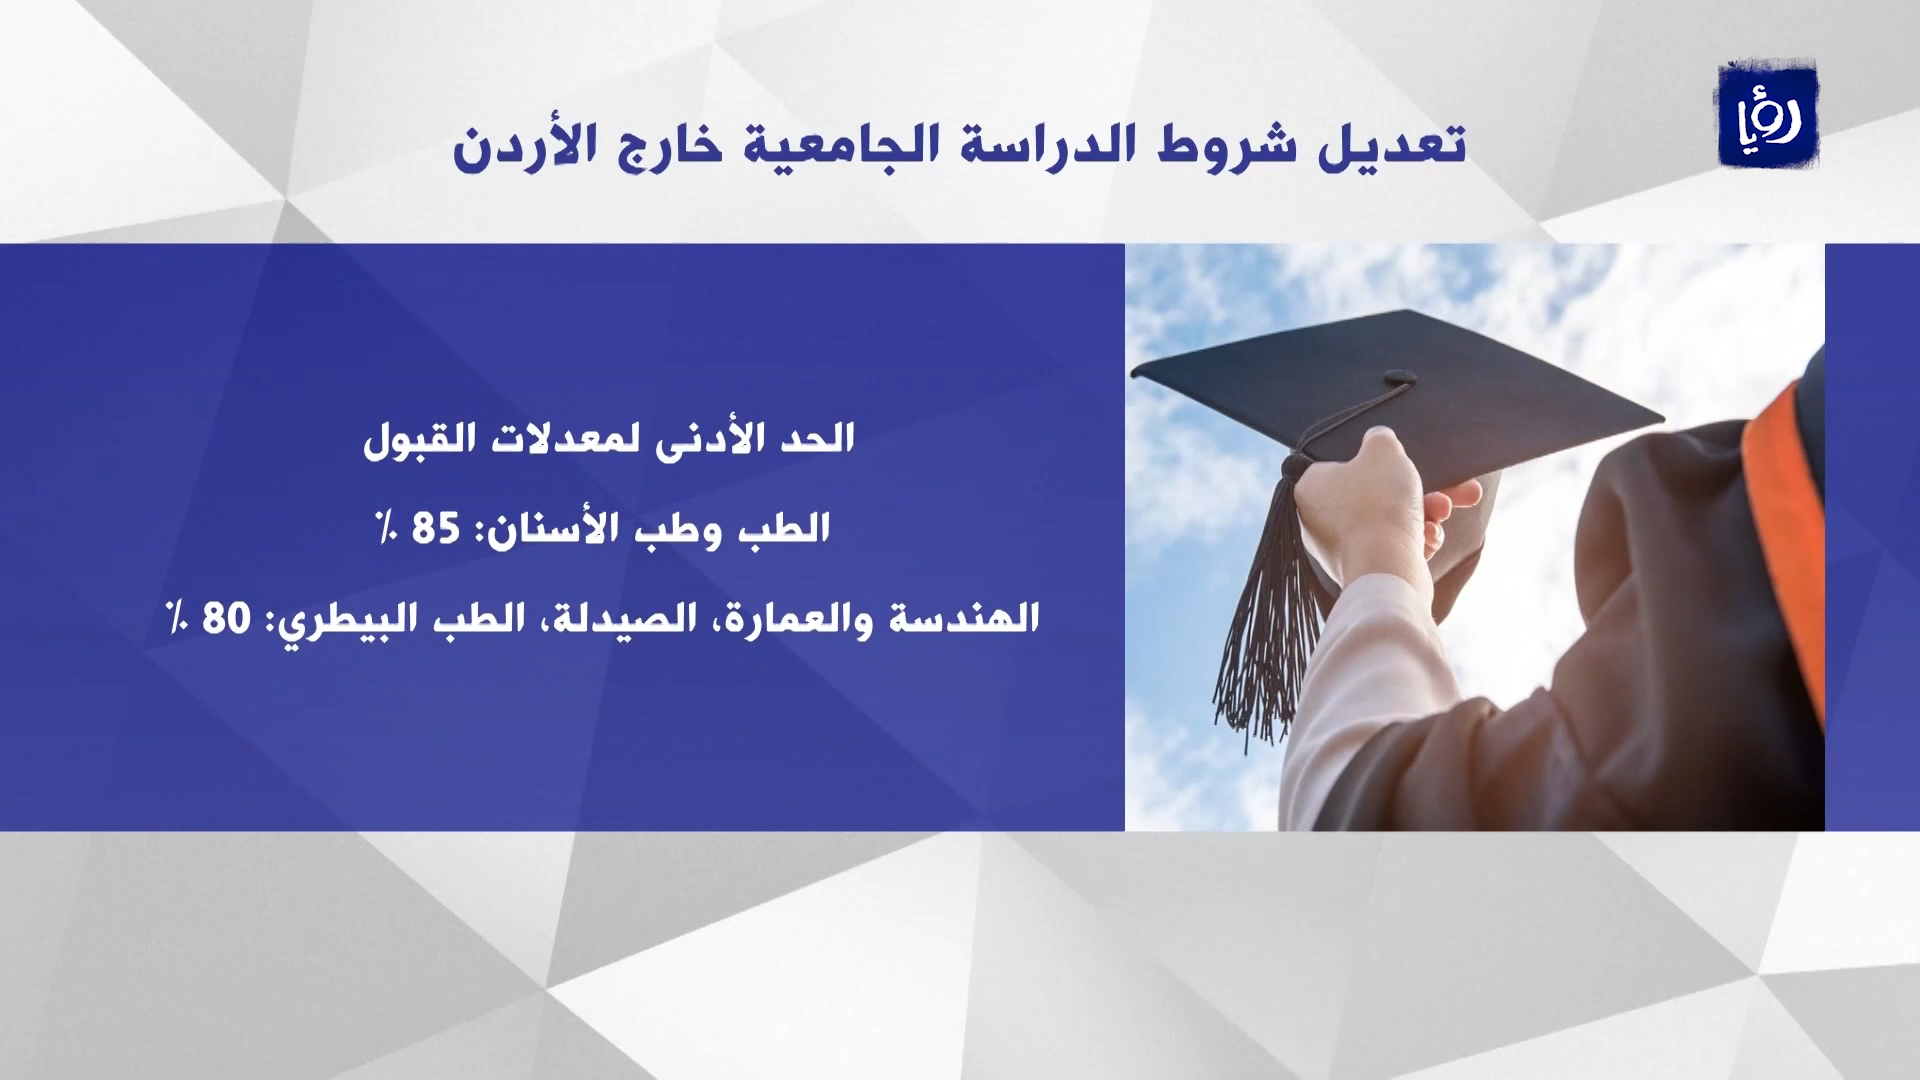 رؤيا
تعديل شروط الدراسة الجامعية خارج الأردن
الحد الأدنى لمعدلات القبول
الطب وطب الأسنان: 85 ٪
الهندسة والعمارة، الصيدلة، الطب البيطري: 80 ٪